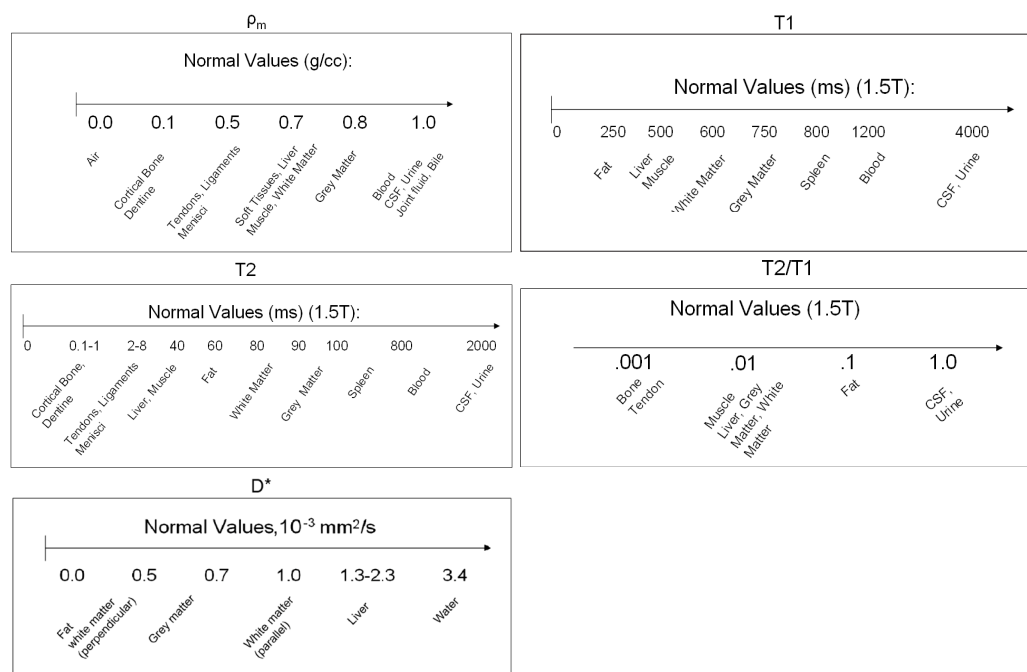 ρm
Normal Values (g/cc):
0.0 0.1 0.5 0.7 0.8 1.0
Air
Cortical Bone
Dentine
Tendons, Ligaments
Menisci
Soft Tissues, Liver
Muscle, White Matter
Grey Matter
Blood
CSF, Urine
Joint fluid, Bile
T1
Normal Values (ms) (1.5T):
0 250 500 600 750 800 1200 4000
Fat
Liver
Muscle
White Matter
Grey Matter
Spleen
Blood
CSF, Urine
T2
Normal Values (ms) (1.5T):
0 0.1-1 2-8 40 60 80 90 100 800 2000
Cortical Bone,
Dentine
Tendons, Ligaments
Menisci
Liver, Muscle
Fat
White Matter
Grey Matter
Spleen
Blood
CSF, Urine
T2/T1
Normal Values (1.5T)
.001 .01 .1 1.0
Bone
Tendon
Muscle
Liver, Grey
Matter, White
Matter
Fat
CSF,
Urine
D*
Normal Values,10-3 mm2/s
0.0 0.5 0.7 1.0 1.3-2.3 3.4
Fat
white matter
(perpendicular)
Grey matter
White matter
(parallel)
Liver
Water